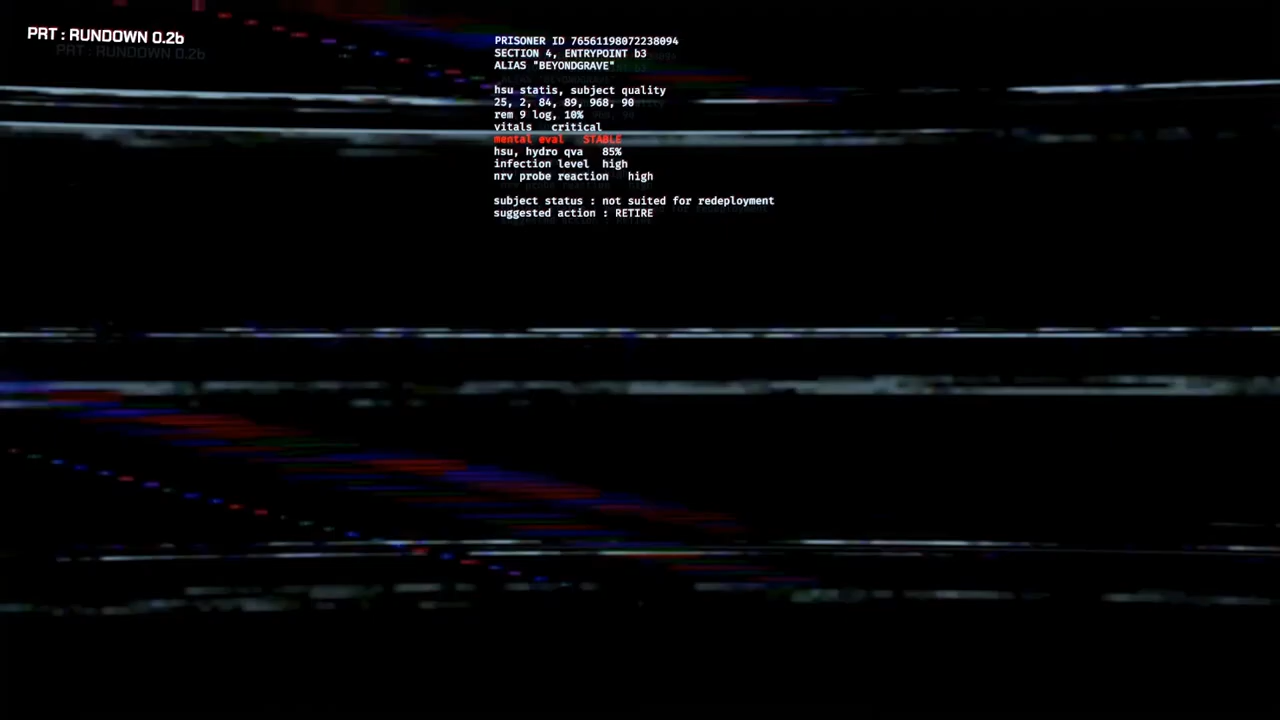 PRT : RUNDOWN 0.2b
PRISONER ID 76561198072238094
SECTION 4, ENTRYPOINT b3
ALIAS "BEYONDGRAVE"
hsu statis, subject quality
25, 2, 84, 89, 968, 90
rem 9 log, 10%
vitals critical
mental eval STABLE
hsu, hydro qva 85%
infection level high
nrv probe reaction high
subject status : not suited for redeployment
suggested action : RETIRE